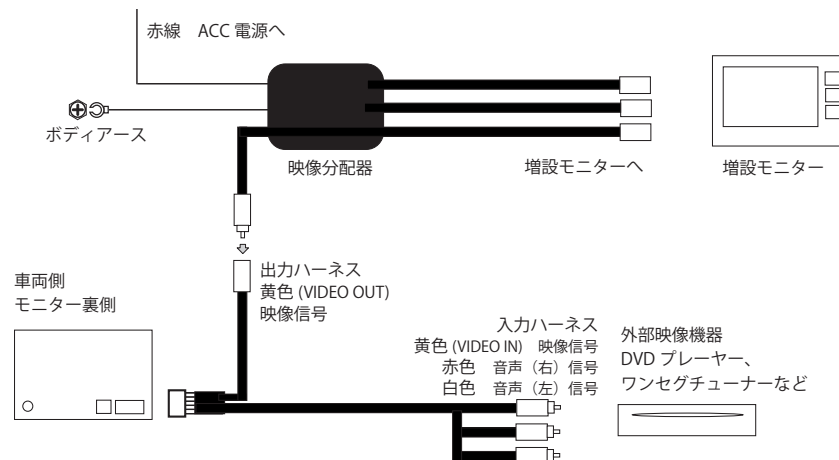 赤線　ACC 電源へ
ボディアース
映像分配器
増設モニターへ
増設モニター
車両側
モニター裏側
出力ハーネス
黄色 (VIDEO OUT)
映像信号
入力ハーネス
黄色 (VIDEO IN)　映像信号
赤色　音声（右）信号
白色　音声（左）信号
外部映像機器
DVD プレーヤー、
ワンセグチューナーなど